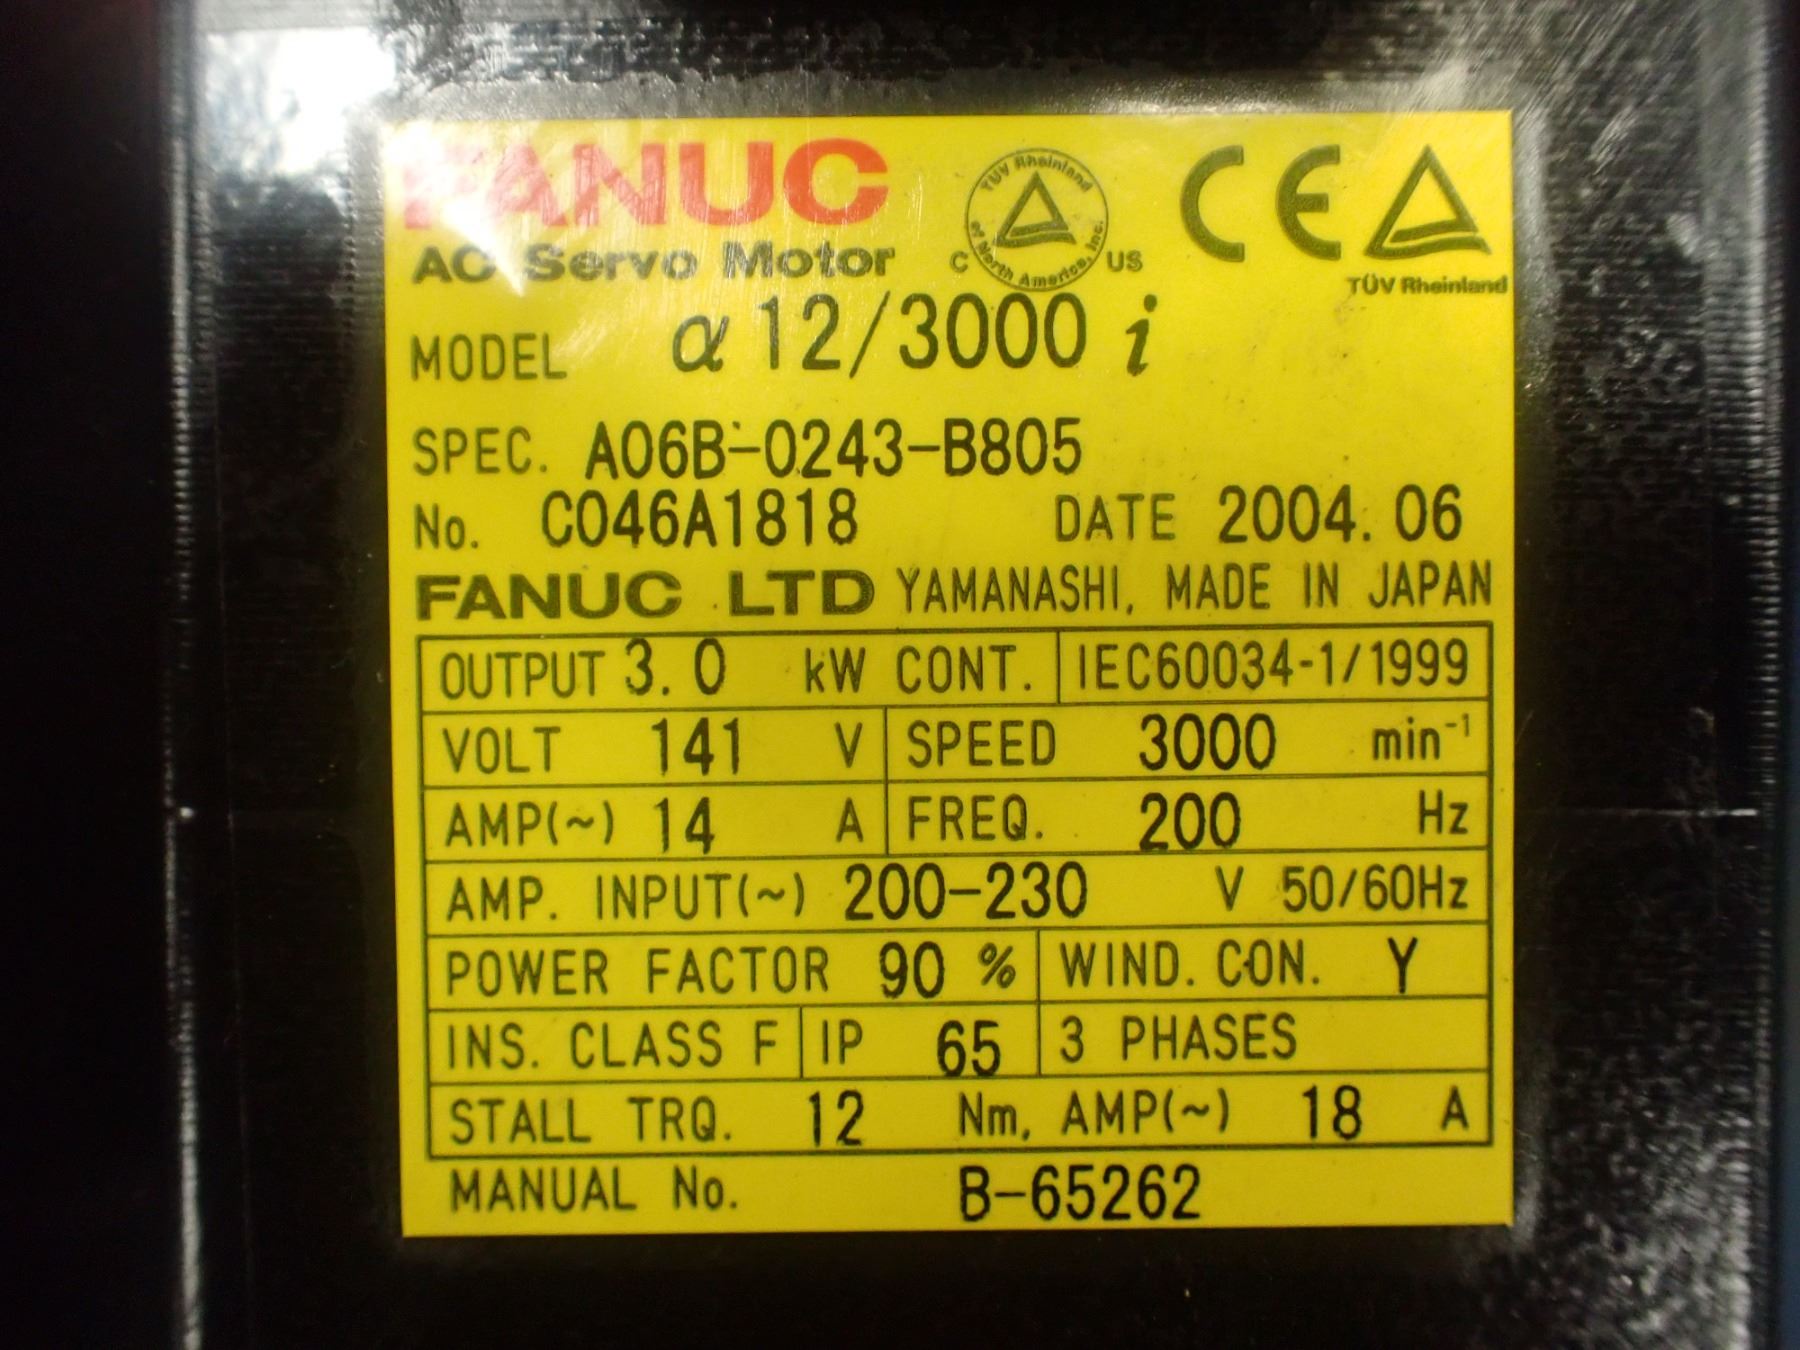 FANUC
AC Servo Motor
TÜV Rheinland of North America, Inc.
C US
CE
TÜV Rheinland
MODEL α 12/3000 i
SPEC. A06B-0243-B805
No. C046A1818 DATE 2004. 06
FANUC LTD YAMANASHI, MADE IN JAPAN
OUTPUT 3.0 kW CONT. IEC60034-1/1999
VOLT 141 V SPEED 3000 min⁻¹
AMP(~) 14 A FREQ. 200 Hz
AMP. INPUT(~) 200-230 V 50/60Hz
POWER FACTOR 90 % WIND. CON. Y
INS. CLASS F IP 65 3 PHASES
STALL TRQ. 12 Nm, AMP(~) 18 A
MANUAL No. B-65262